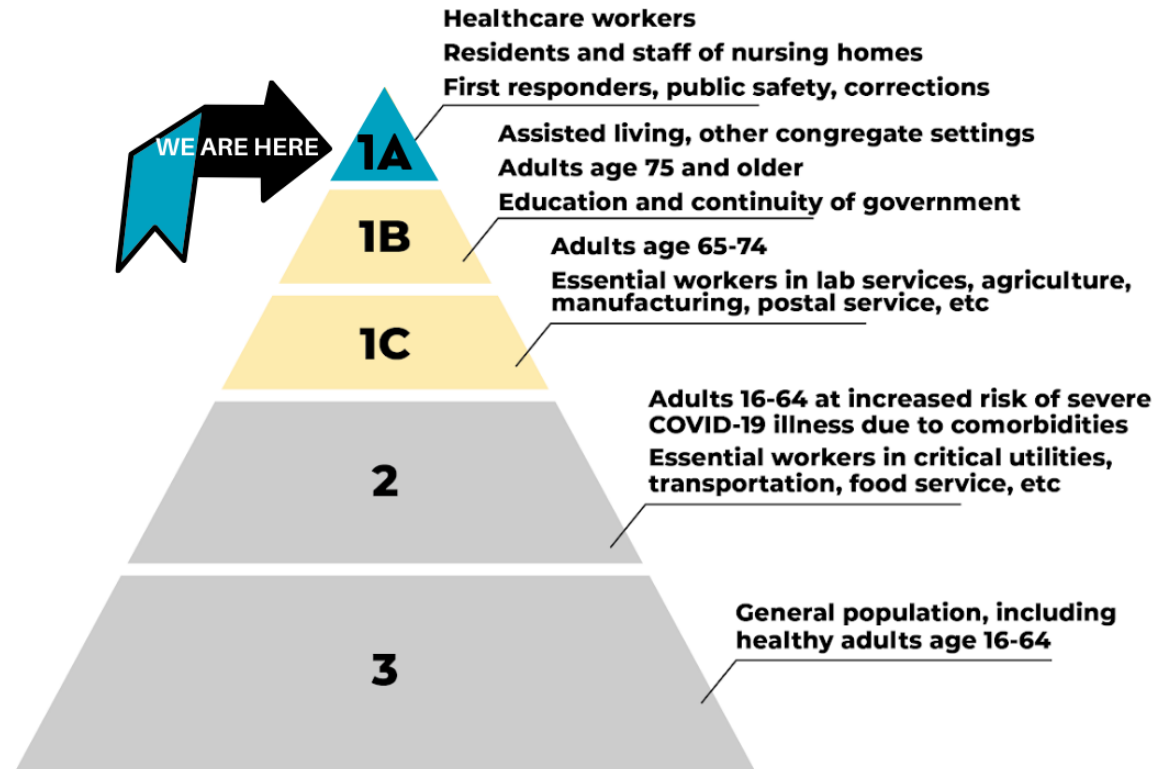 Healthcare workers
Residents and staff of nursing homes
First responders, public safety, corrections
WE ARE HERE
1A
Assisted living, other congregate settings
Adults age 75 and older
Education and continuity of government
1B
Adults age 65-74
Essential workers in lab services, agriculture,
manufacturing, postal service, etc
1C
Adults 16-64 at increased risk of severe
COVID-19 illness due to comorbidities
Essential workers in critical utilities,
transportation, food service, etc
2
General population, including
healthy adults age 16-64
3